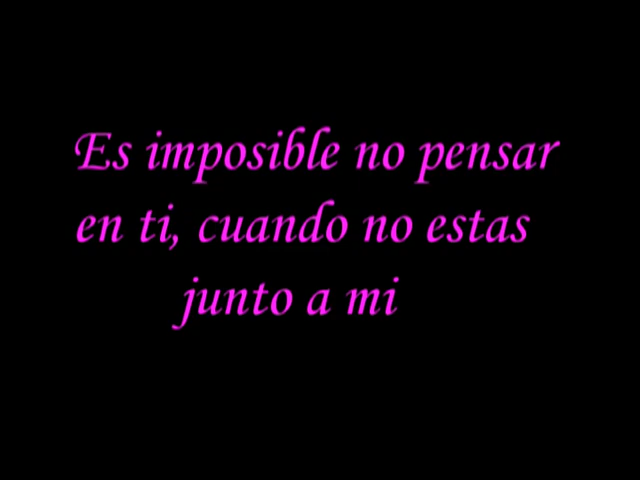 Es imposible no pensar
en ti, cuando no estas
junto a mi